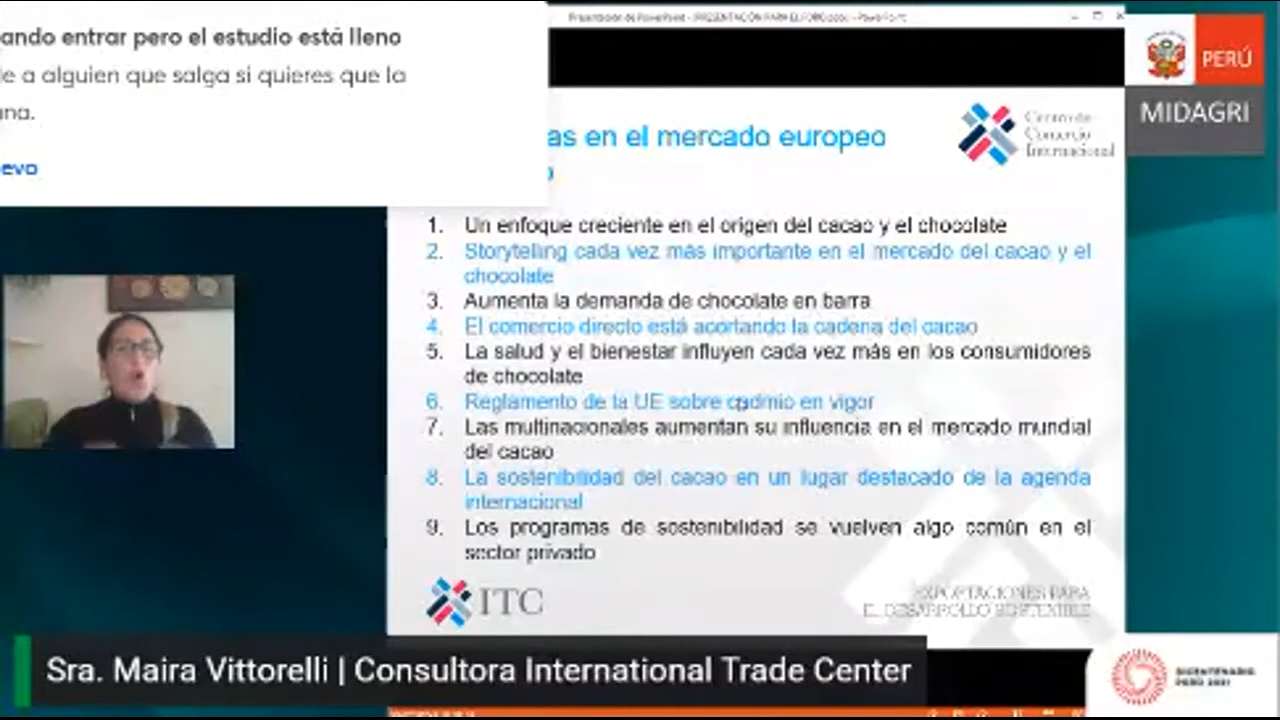 Presentación de PowerPoint - PRESENTACIÓN PARA EL FORO.pptx - PowerPoint
ando entrar pero el estudio está lleno
le a alguien que salga si quieres que la
ana.
evo
as en el mercado europeo
o
Centro de
Comercio
Internacional
PERÚ
MIDAGRI
1. Un enfoque creciente en el origen del cacao y el chocolate
2. Storytelling cada vez más importante en el mercado del cacao y el
chocolate
3. Aumenta la demanda de chocolate en barra
4. El comercio directo está acortando la cadena del cacao
5. La salud y el bienestar influyen cada vez más en los consumidores
de chocolate
6. Reglamento de la UE sobre cadmio en vigor
7. Las multinacionales aumentan su influencia en el mercado mundial
del cacao
8. La sostenibilidad del cacao en un lugar destacado de la agenda
internacional
9. Los programas de sostenibilidad se vuelven algo común en el
sector privado
ITC
EXPORTACIONES PARA
EL DESARROLLO SOSTENIBLE
Sra. Maira Vittorelli | Consultora International Trade Center
BICENTENARIO
PERÚ 2021